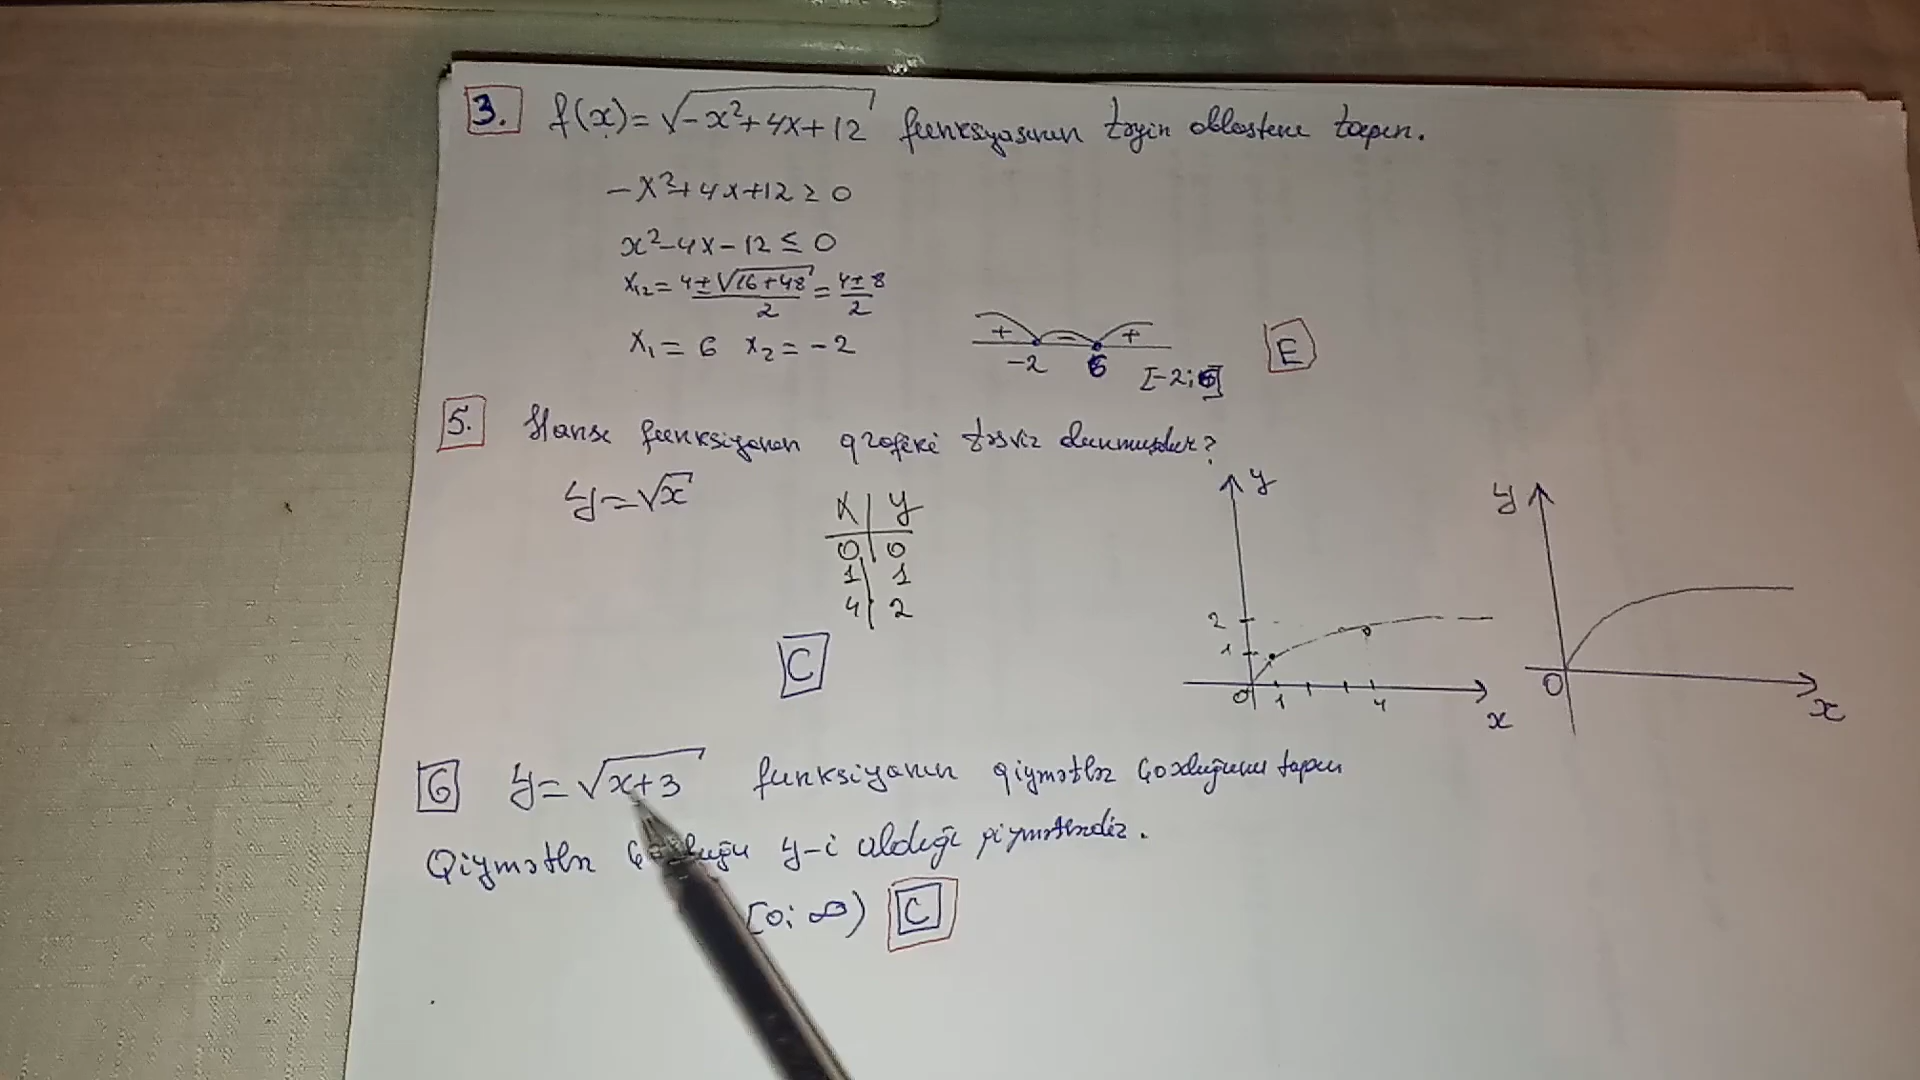 3. f(x)=√-x²+4x+12 funksiyasının təyin oblastını tapın.
-x²+4x+12≥0
x²-4x-12≤0
x₁₂=4±√16+48/2=4±8/2
x₁=6 x₂=-2
+ - +
-2 6 [-2;6] E
5. Hansı funksiyanın qrafiki təsvir olunmuşdur?
y=√x
x y
0 0
1 1
4 2
C
y
2
1
0 1 4 x
y
0 x
6 y=√x+3 funksiyanın qiymətlər çoxluğunu tapın
Qiymətlər çoxluğu y-i aldığı qiymətlərdir.
[0;∞) C